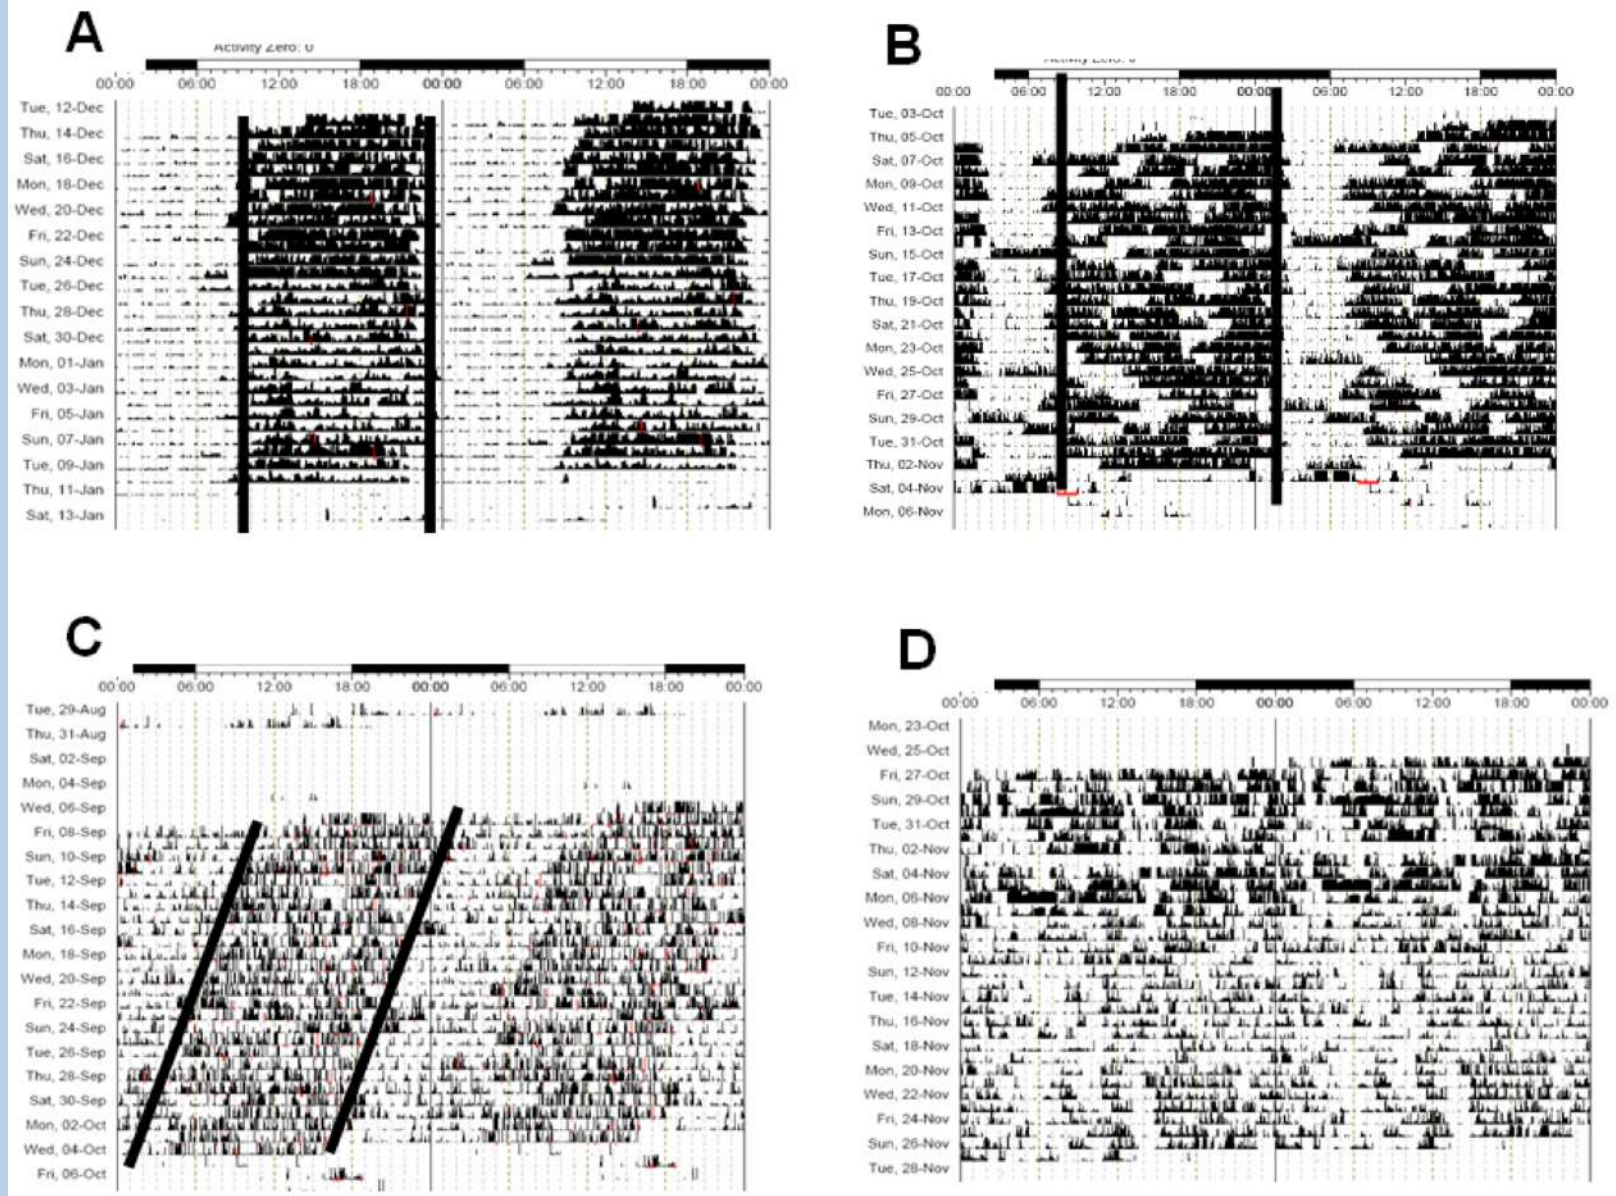 A
Activity Zero: 0
00:00 06:00 12:00 18:00 00:00 06:00 12:00 18:00 00:00
Tue, 12-Dec
Thu, 14-Dec
Sat, 16-Dec
Mon, 18-Dec
Wed, 20-Dec
Fri, 22-Dec
Sun, 24-Dec
Tue, 26-Dec
Thu, 28-Dec
Sat, 30-Dec
Mon, 01-Jan
Wed, 03-Jan
Fri, 05-Jan
Sun, 07-Jan
Tue, 09-Jan
Thu, 11-Jan
Sat, 13-Jan
B
Activity Zero: 0
00:00 06:00 12:00 18:00 00:00 06:00 12:00 18:00 00:00
Tue, 03-Oct
Thu, 05-Oct
Sat, 07-Oct
Mon, 09-Oct
Wed, 11-Oct
Fri, 13-Oct
Sun, 15-Oct
Tue, 17-Oct
Thu, 19-Oct
Sat, 21-Oct
Mon, 23-Oct
Wed, 25-Oct
Fri, 27-Oct
Sun, 29-Oct
Tue, 31-Oct
Thu, 02-Nov
Sat, 04-Nov
Mon, 06-Nov
C
00:00 06:00 12:00 18:00 00:00 06:00 12:00 18:00 00:00
Tue, 29-Aug
Thu, 31-Aug
Sat, 02-Sep
Mon, 04-Sep
Wed, 06-Sep
Fri, 08-Sep
Sun, 10-Sep
Tue, 12-Sep
Thu, 14-Sep
Sat, 16-Sep
Mon, 18-Sep
Wed, 20-Sep
Fri, 22-Sep
Sun, 24-Sep
Tue, 26-Sep
Thu, 28-Sep
Sat, 30-Sep
Mon, 02-Oct
Wed, 04-Oct
Fri, 06-Oct
D
00:00 06:00 12:00 18:00 00:00 06:00 12:00 18:00 00:00
Mon, 23-Oct
Wed, 25-Oct
Fri, 27-Oct
Sun, 29-Oct
Tue, 31-Oct
Thu, 02-Nov
Sat, 04-Nov
Mon, 06-Nov
Wed, 08-Nov
Fri, 10-Nov
Sun, 12-Nov
Tue, 14-Nov
Thu, 16-Nov
Sat, 18-Nov
Mon, 20-Nov
Wed, 22-Nov
Fri, 24-Nov
Sun, 26-Nov
Tue, 28-Nov